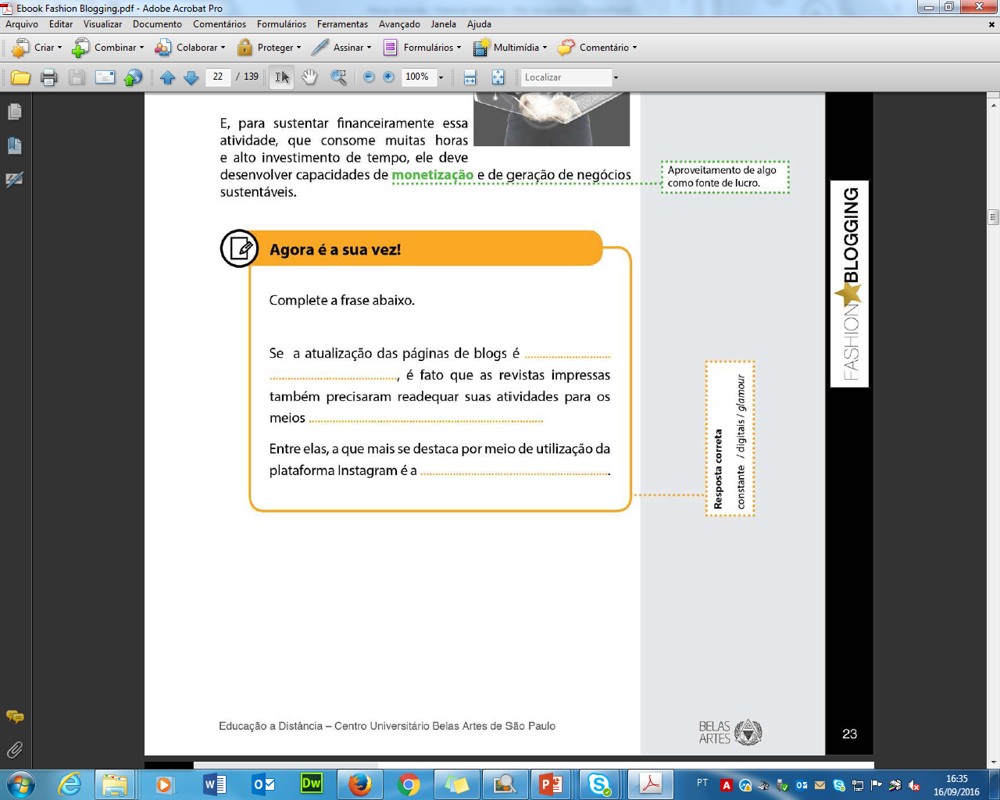 Ebook Fashion Blogging.pdf - Adobe Acrobat Pro
Arquivo Editar Visualizar Documento Comentários Formulários Ferramentas Avançado Janela Ajuda
Criar Combinar Colaborar Proteger Assinar Formulários Multimídia Comentário
22 / 139 100% Localizar
E, para sustentar financeiramente essa
atividade, que consome muitas horas
e alto investimento de tempo, ele deve
desenvolver capacidades de monetização e de geração de negócios
sustentáveis.
Aproveitamento de algo
como fonte de lucro.
FASHION BLOGGING
Agora é a sua vez!
Complete a frase abaixo.
Se a atualização das páginas de blogs é
, é fato que as revistas impressas
também precisaram readequar suas atividades para os
meios
Entre elas, a que mais se destaca por meio de utilização da
plataforma Instagram é a .
Resposta correta
constante / digitais / glamour
Educação a Distância – Centro Universitário Belas Artes de São Paulo
BELAS
ARTES
23
PT
16:35
16/09/2016